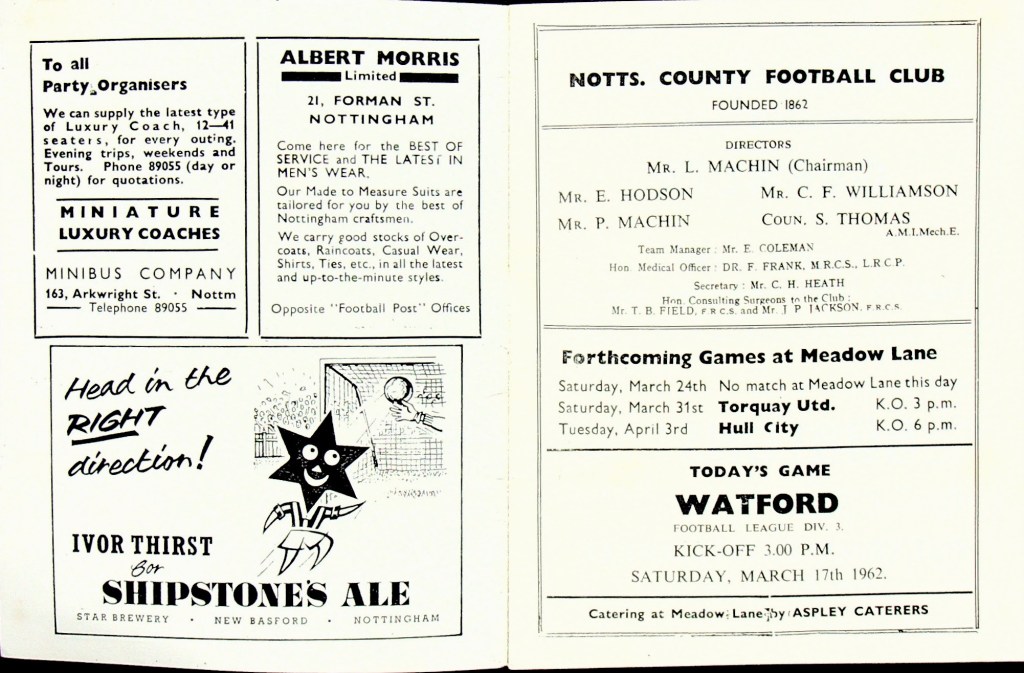 To all
Party Organisers
We can supply the latest type
of Luxury Coach, 12—41
seaters, for every outing.
Evening trips, weekends and
Tours. Phone 89055 (day or
night) for quotations.
MINIATURE
LUXURY COACHES
MINIBUS COMPANY
163, Arkwright St. · Nottm
Telephone 89055
ALBERT MORRIS
Limited
21, FORMAN ST.
NOTTINGHAM
Come here for the BEST OF
SERVICE and THE LATEST IN
MEN'S WEAR.
Our Made to Measure Suits are
tailored for you by the best of
Nottingham craftsmen.
We carry good stocks of Over-
coats, Raincoats, Casual Wear,
Shirts, Ties, etc., in all the latest
and up-to-the-minute styles.
Opposite "Football Post" Offices
Head in the
RIGHT
direction!
IVOR THIRST
for
SHIPSTONE'S ALE
STAR BREWERY · NEW BASFORD · NOTTINGHAM
NOTTS. COUNTY FOOTBALL CLUB
FOUNDED 1862
DIRECTORS
MR. L. MACHIN (Chairman)
MR. E. HODSON MR. C. F. WILLIAMSON
MR. P. MACHIN COUN. S. THOMAS
A.M.I.Mech.E.
Team Manager : Mr. E. COLEMAN
Hon. Medical Officer : DR. F. FRANK, M.R.C.S., L.R.C.P.
Secretary : Mr. C. H. HEATH
Hon. Consulting Surgeons to the Club :
Mr. T. B. FIELD, F.R.C.S. and Mr. J. P. JACKSON, F.R.C.S.
Forthcoming Games at Meadow Lane
Saturday, March 24th No match at Meadow Lane this day
Saturday, March 31st Torquay Utd. K.O. 3 p.m.
Tuesday, April 3rd Hull City K.O. 6 p.m.
TODAY'S GAME
WATFORD
FOOTBALL LEAGUE DIV. 3.
KICK-OFF 3.00 P.M.
SATURDAY, MARCH 17th 1962.
Catering at Meadow Lane by ASPLEY CATERERS